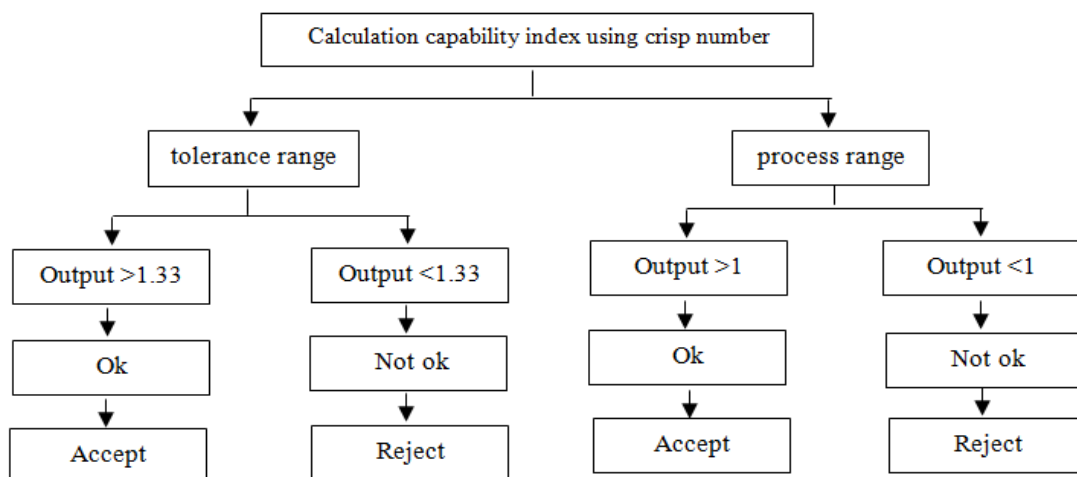 Calculation capability index using crisp number
tolerance range
process range
Output >1.33
Output <1.33
Output >1
Output <1
Ok
Not ok
Ok
Not ok
Accept
Reject
Accept
Reject